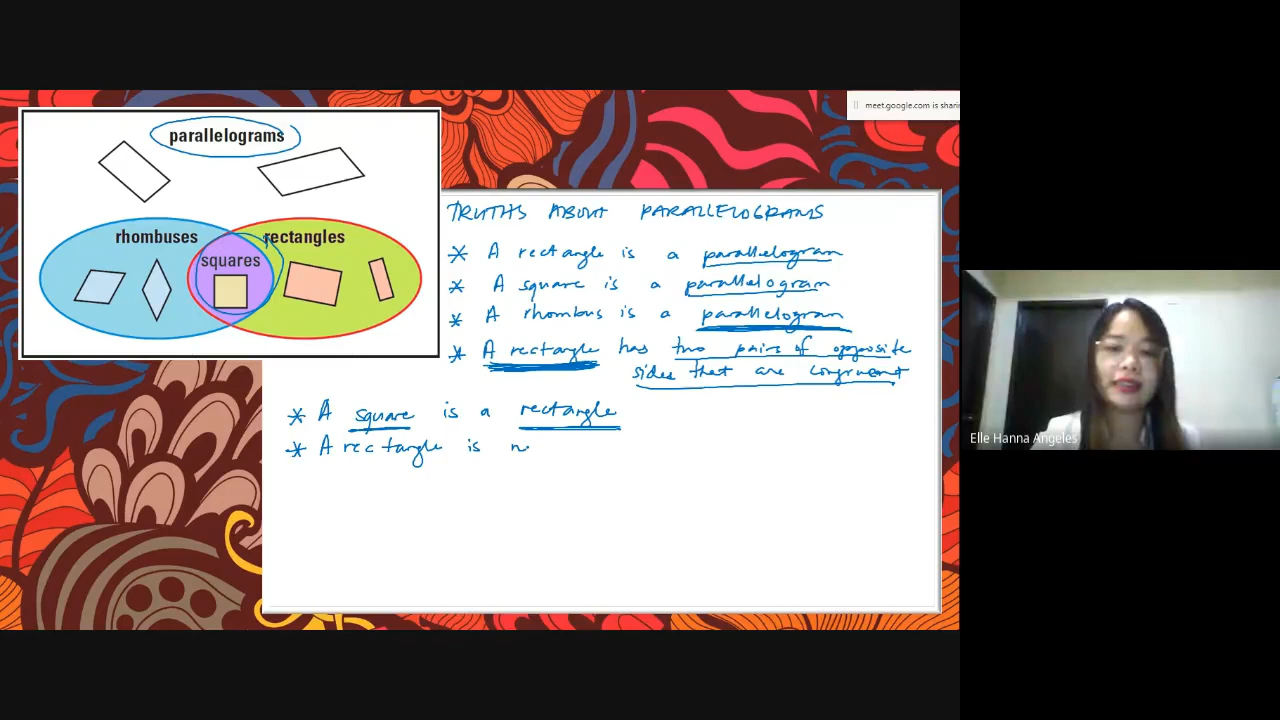 parallelograms
rhombuses
rectangles
squares
meet.google.com is sharin
TRUTHS ABOUT PARALLELOGRAMS
* A rectangle is a parallelogram
* A square is a parallelogram
* A rhombus is a parallelogram
* A rectangle has two pairs of opposite
sides that are congruent
* A square is a rectangle
* A rectangle is n
Elle Hanna Angeles